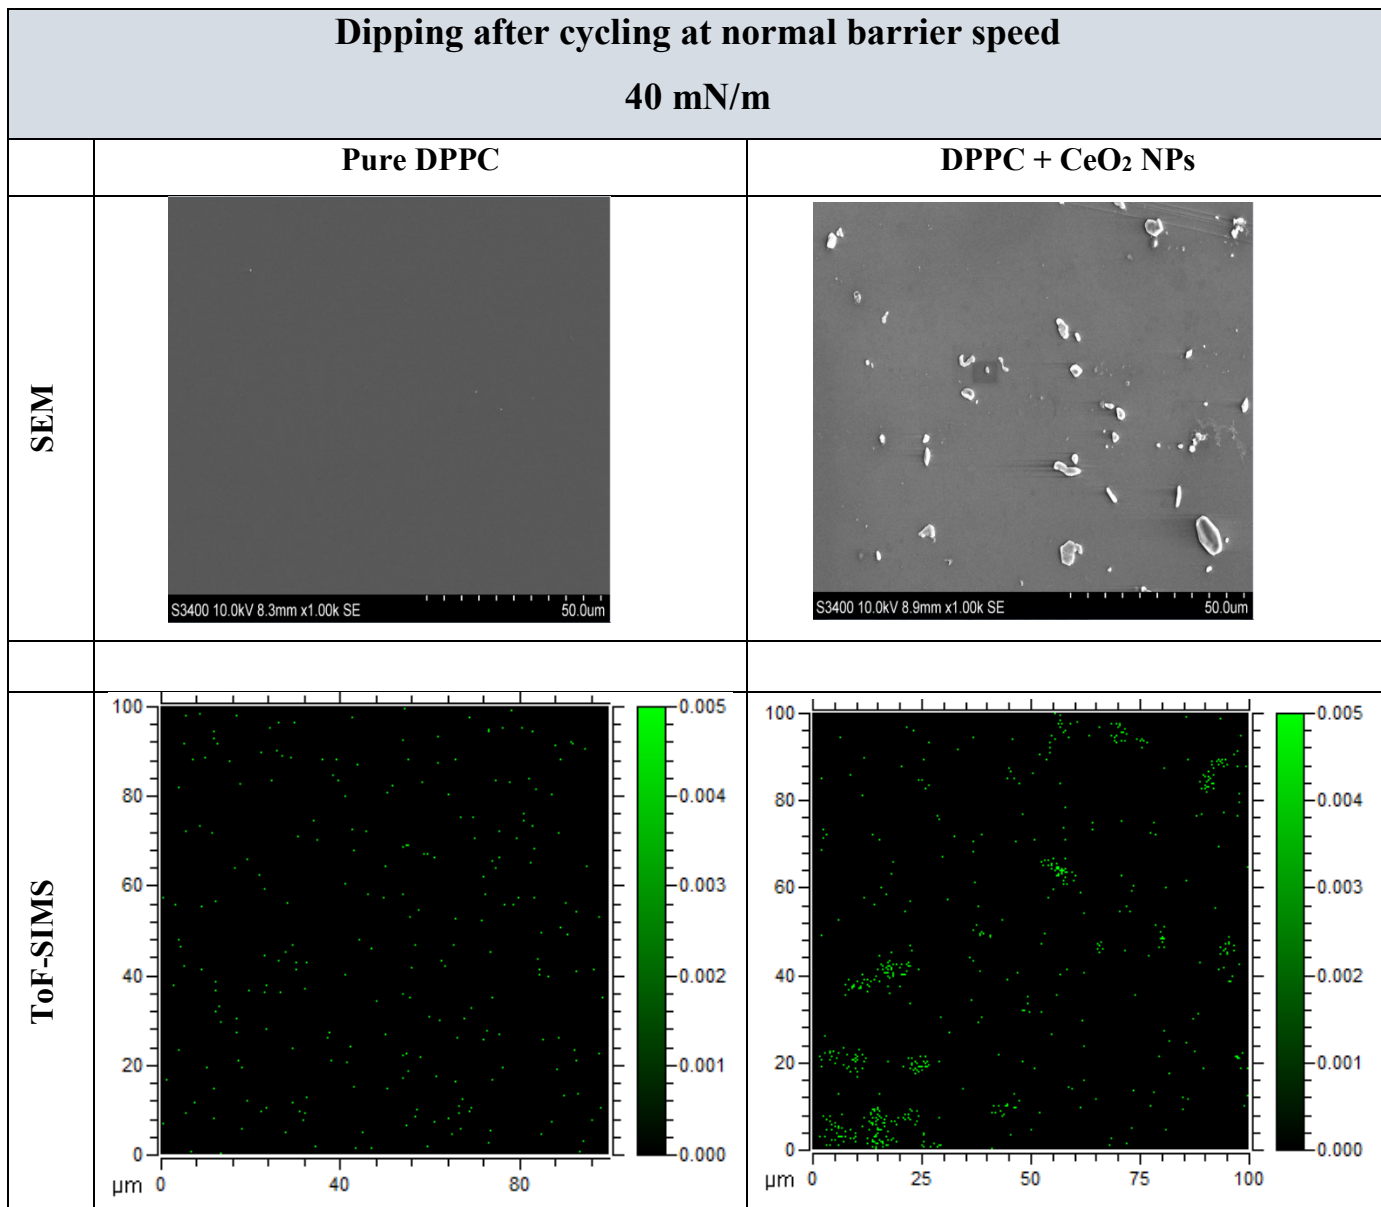 Dipping after cycling at normal barrier speed
40 mN/m
Pure DPPC
DPPC + CeO₂ NPs
SEM
S3400 10.0kV 8.3mm x1.00k SE
50.0um
S3400 10.0kV 8.9mm x1.00k SE
50.0um
ToF-SIMS
100
80
60
40
20
0
µm
0
40
80
0.005
0.004
0.003
0.002
0.001
0.000
100
80
60
40
20
0
µm
0
25
50
75
100
0.005
0.004
0.003
0.002
0.001
0.000